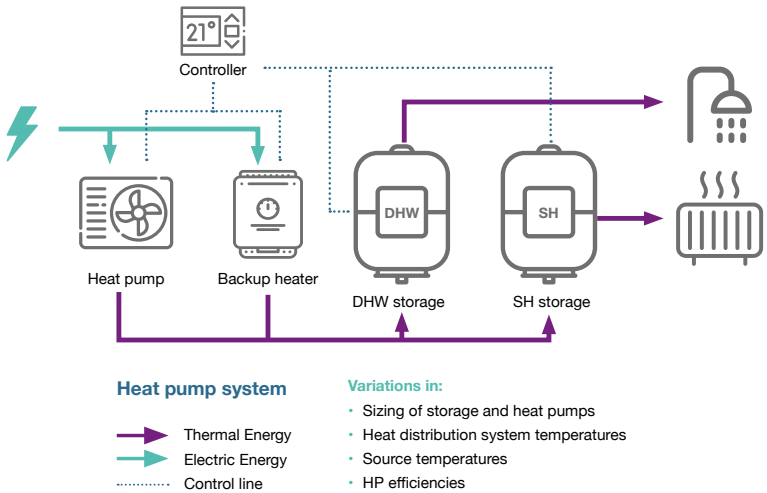 21°
Controller
DHW
SH
Heat pump
Backup heater
DHW storage
SH storage
Heat pump system
Thermal Energy
Electric Energy
Control line
Variations in:
· Sizing of storage and heat pumps
· Heat distribution system temperatures
· Source temperatures
· HP efficiencies